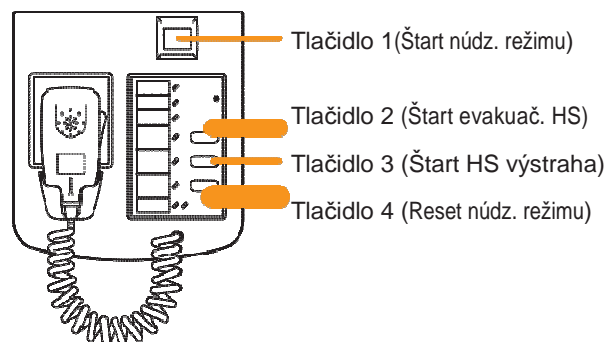 Tlačidlo 1(Štart núdz. režimu)
Tlačidlo 2 (Štart evakuač. HS)
Tlačidlo 3 (Štart HS výstraha)
Tlačidlo 4 (Reset núdz. režimu)